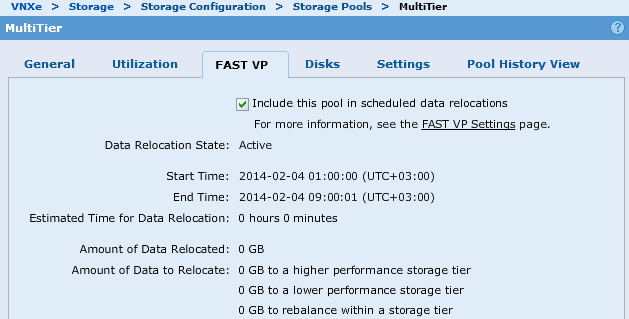 VNXe > Storage > Storage Configuration > Storage Pools > MultiTier
MultiTier ?
General Utilization FAST VP Disks Settings Pool History View
Include this pool in scheduled data relocations
For more information, see the FAST VP Settings page.
Data Relocation State: Active
Start Time: 2014-02-04 01:00:00 (UTC+03:00)
End Time: 2014-02-04 09:00:01 (UTC+03:00)
Estimated Time for Data Relocation: 0 hours 0 minutes
Amount of Data Relocated: 0 GB
Amount of Data to Relocate: 0 GB to a higher performance storage tier
0 GB to a lower performance storage tier
0 GB to rebalance within a storage tier